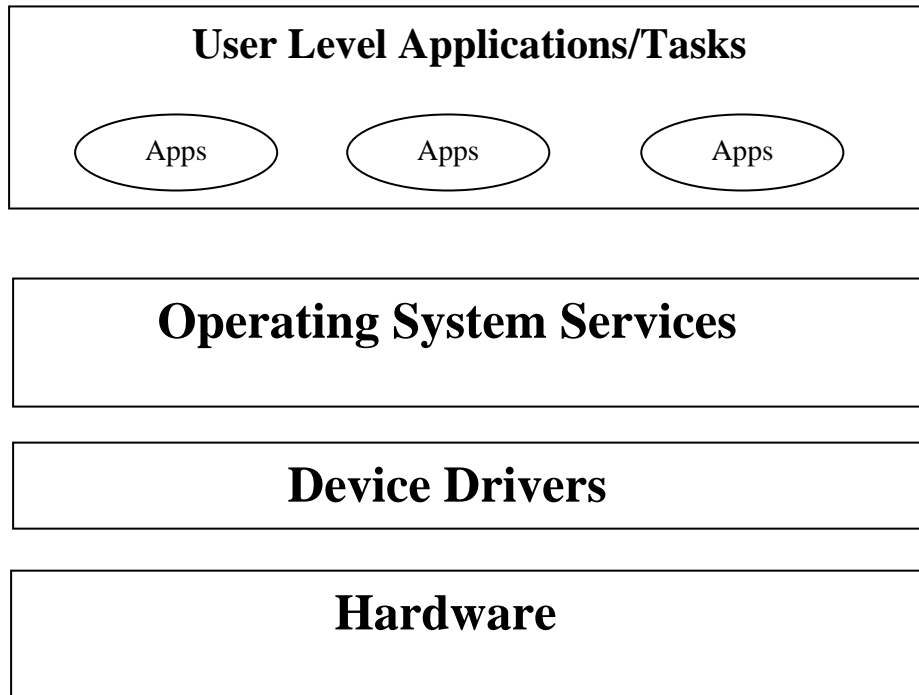 User Level Applications/Tasks
Apps Apps Apps
Operating System Services
Device Drivers
Hardware